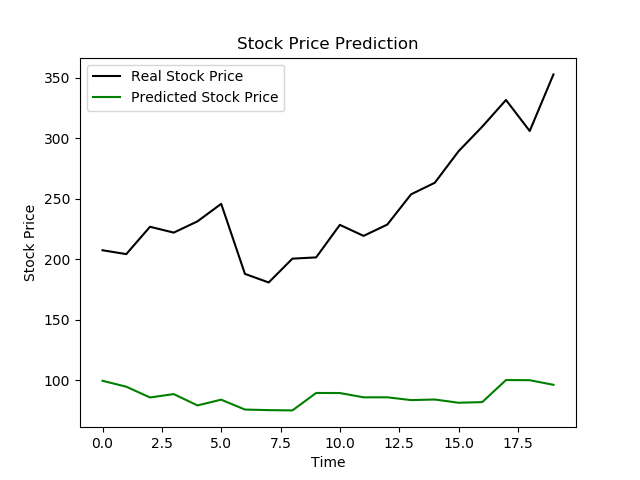 Stock Price Prediction
Real Stock Price
Predicted Stock Price
Stock Price
350
300
250
200
150
100
0.0 2.5 5.0 7.5 10.0 12.5 15.0 17.5
Time